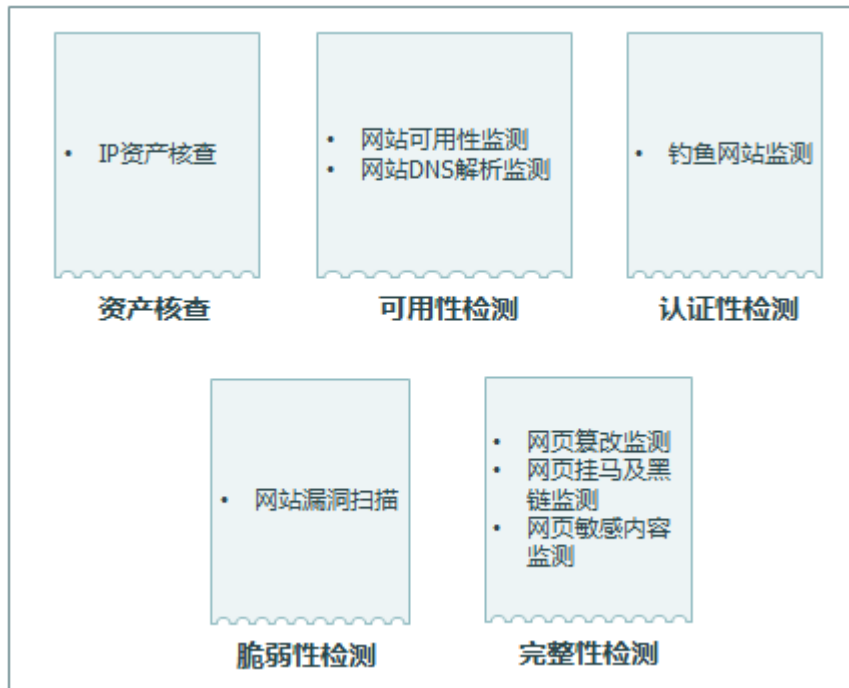 • IP资产核查
• 网站可用性监测
• 网站DNS解析监测
• 钓鱼网站监测
资产核查
可用性检测
认证性检测
• 网站漏洞扫描
• 网页篡改监测
• 网页挂马及黑
链监测
• 网页敏感内容
监测
脆弱性检测
完整性检测